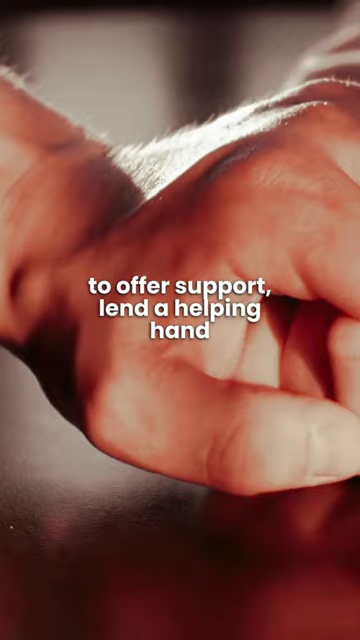 to offer support,
lend a helping
hand